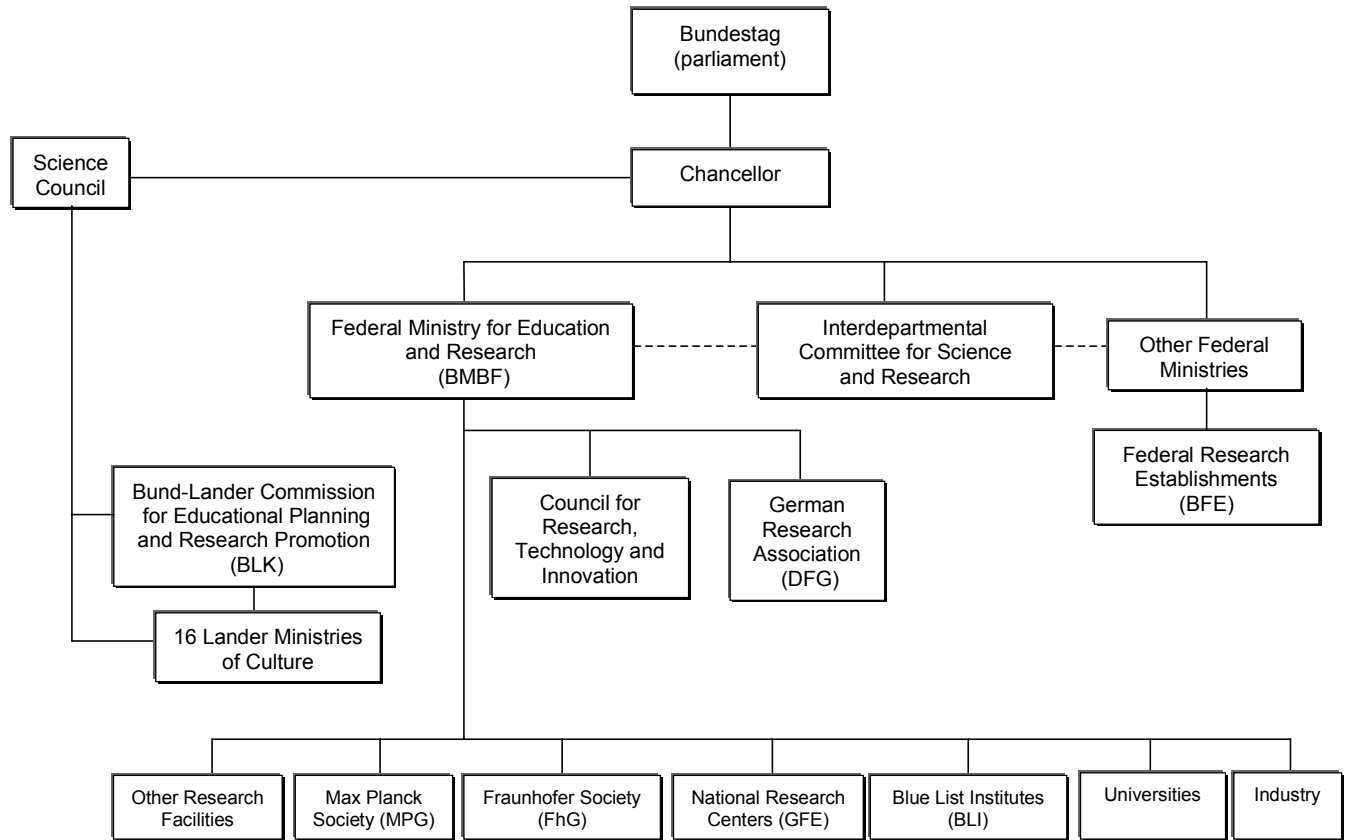 Bundestag
(parliament)
Science
Council
Chancellor
Federal Ministry for Education
and Research
(BMBF)
Interdepartmental
Committee for Science
and Research
Other Federal
Ministries
Federal Research
Establishments
(BFE)
Bund-Lander Commission
for Educational Planning
and Research Promotion
(BLK)
Council for
Research,
Technology and
Innovation
German
Research
Association
(DFG)
16 Lander Ministries
of Culture
Other Research
Facilities
Max Planck
Society (MPG)
Fraunhofer Society
(FhG)
National Research
Centers (GFE)
Blue List Institutes
(BLI)
Universities
Industry